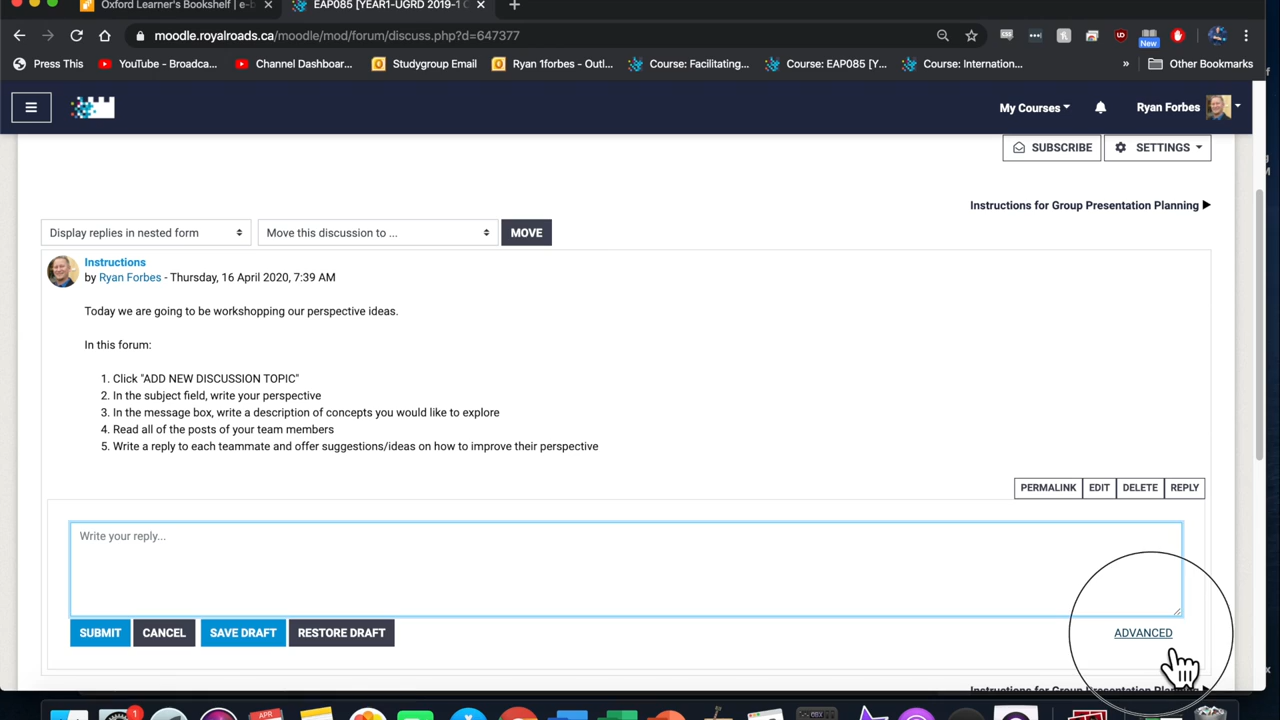 Oxford Learner's Bookshelf | e-b
EAP085 [YEAR1-UGRD 2019-1 C
moodle.royalroads.ca/moodle/mod/forum/discuss.php?d=647377
New
Press This
YouTube - Broadca...
Channel Dashboar...
Studygroup Email
Ryan 1forbes - Outl...
Course: Facilitating...
Course: EAP085 [Y...
Course: Internation...
»
Other Bookmarks
My Courses
Ryan Forbes
SUBSCRIBE
SETTINGS
Instructions for Group Presentation Planning
Display replies in nested form
Move this discussion to ...
MOVE
Instructions
by Ryan Forbes - Thursday, 16 April 2020, 7:39 AM
Today we are going to be workshopping our perspective ideas.
In this forum:
1. Click "ADD NEW DISCUSSION TOPIC"
2. In the subject field, write your perspective
3. In the message box, write a description of concepts you would like to explore
4. Read all of the posts of your team members
5. Write a reply to each teammate and offer suggestions/ideas on how to improve their perspective
PERMALINK
EDIT
DELETE
REPLY
Write your reply...
SUBMIT
CANCEL
SAVE DRAFT
RESTORE DRAFT
ADVANCED
Instructions for Group Presentation Planning
1
APR